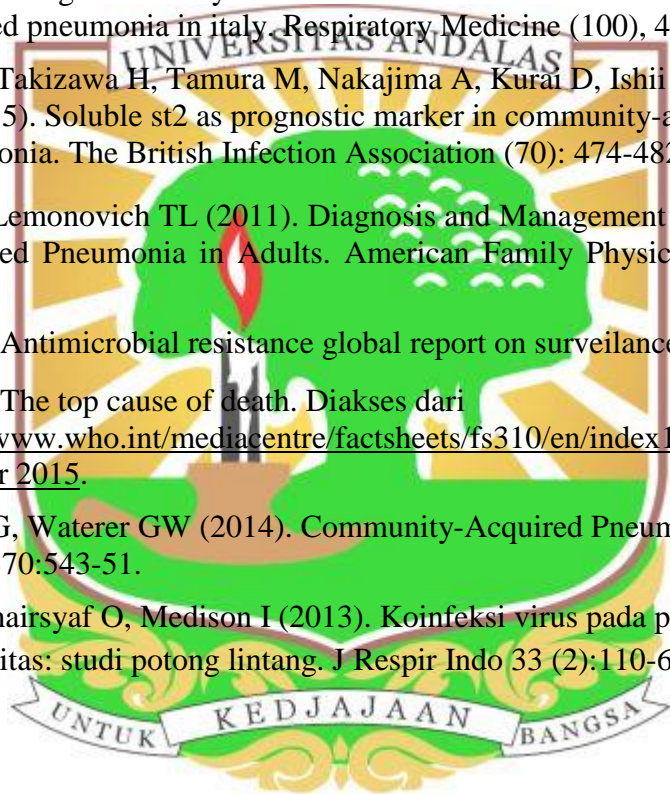 ed pneumonia in italy. Respiratory Medicine (100), 4
UNIVERSITAS ANDALAS
Takizawa H, Tamura M, Nakajima A, Kurai D, Ishii
5). Soluble st2 as prognostic marker in community-a
onia. The British Infection Association (70): 474-482
Lemonovich TL (2011). Diagnosis and Management
ed Pneumonia in Adults. American Family Physic
Antimicrobial resistance global report on surveilance
The top cause of death. Diakses dari
www.who.int/mediacentre/factsheets/fs310/en/index1
r 2015.
G, Waterer GW (2014). Community-Acquired Pneum
70:543-51.
hairsyaf O, Medison I (2013). Koinfeksi virus pada p
itas: studi potong lintang. J Respir Indo 33 (2):110-6
UNTUK KEDJAJAAN BANGSA